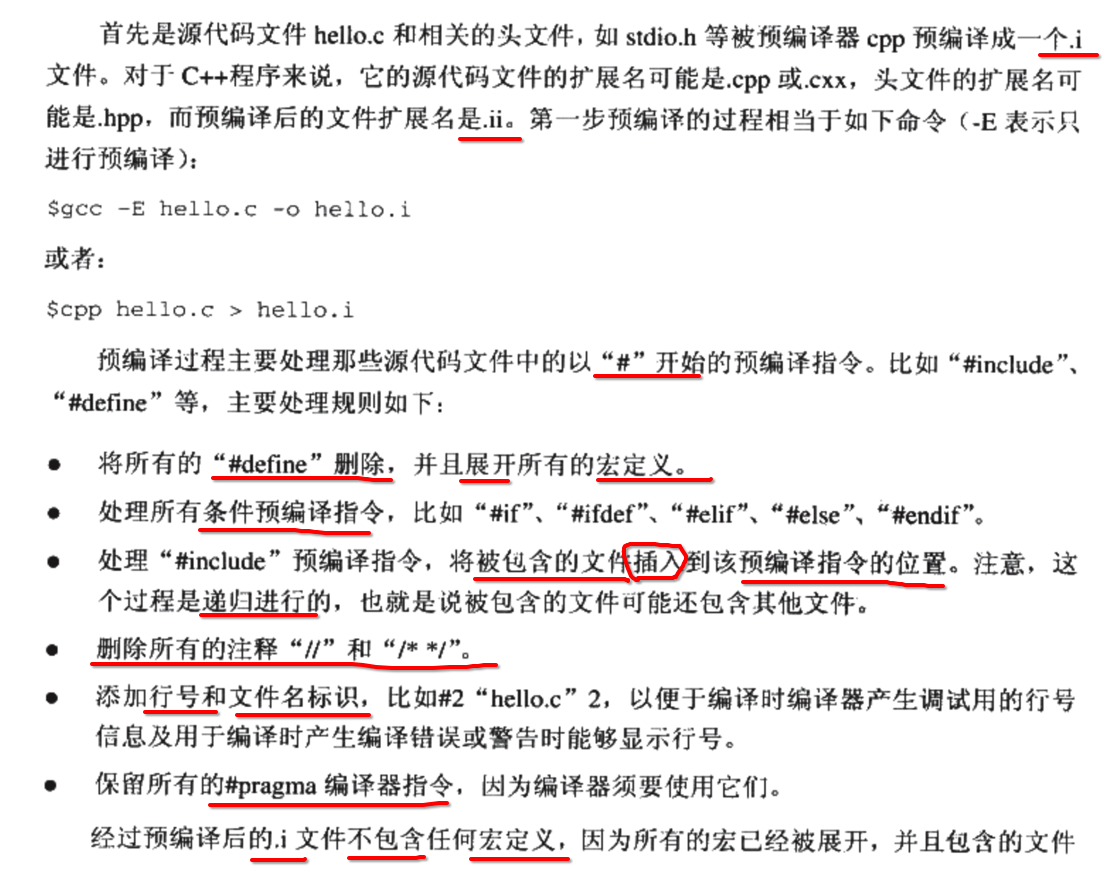 首先是源代码文件 hello.c 和相关的头文件，如 stdio.h 等被预编译器 cpp 预编译成一个.i
文件。对于 C++程序来说，它的源代码文件的扩展名可能是.cpp 或.cxx，头文件的扩展名可
能是.hpp，而预编译后的文件扩展名是.ii。第一步预编译的过程相当于如下命令（-E 表示只
进行预编译）：
$gcc -E hello.c -o hello.i
或者：
$cpp hello.c > hello.i
预编译过程主要处理那些源代码文件中的以“#”开始的预编译指令。比如“#include”、
“#define”等，主要处理规则如下：
● 将所有的“#define”删除，并且展开所有的宏定义。
● 处理所有条件预编译指令，比如“#if”、“#ifdef”、“#elif”、“#else”、“#endif”。
● 处理“#include”预编译指令，将被包含的文件插入到该预编译指令的位置。注意，这
个过程是递归进行的，也就是说被包含的文件可能还包含其他文件。
● 删除所有的注释“//”和“/* */”。
● 添加行号和文件名标识，比如#2“hello.c”2，以便于编译时编译器产生调试用的行号
信息及用于编译时产生编译错误或警告时能够显示行号。
● 保留所有的#pragma 编译器指令，因为编译器须要使用它们。
经过预编译后的.i 文件不包含任何宏定义，因为所有的宏已经被展开，并且包含的文件